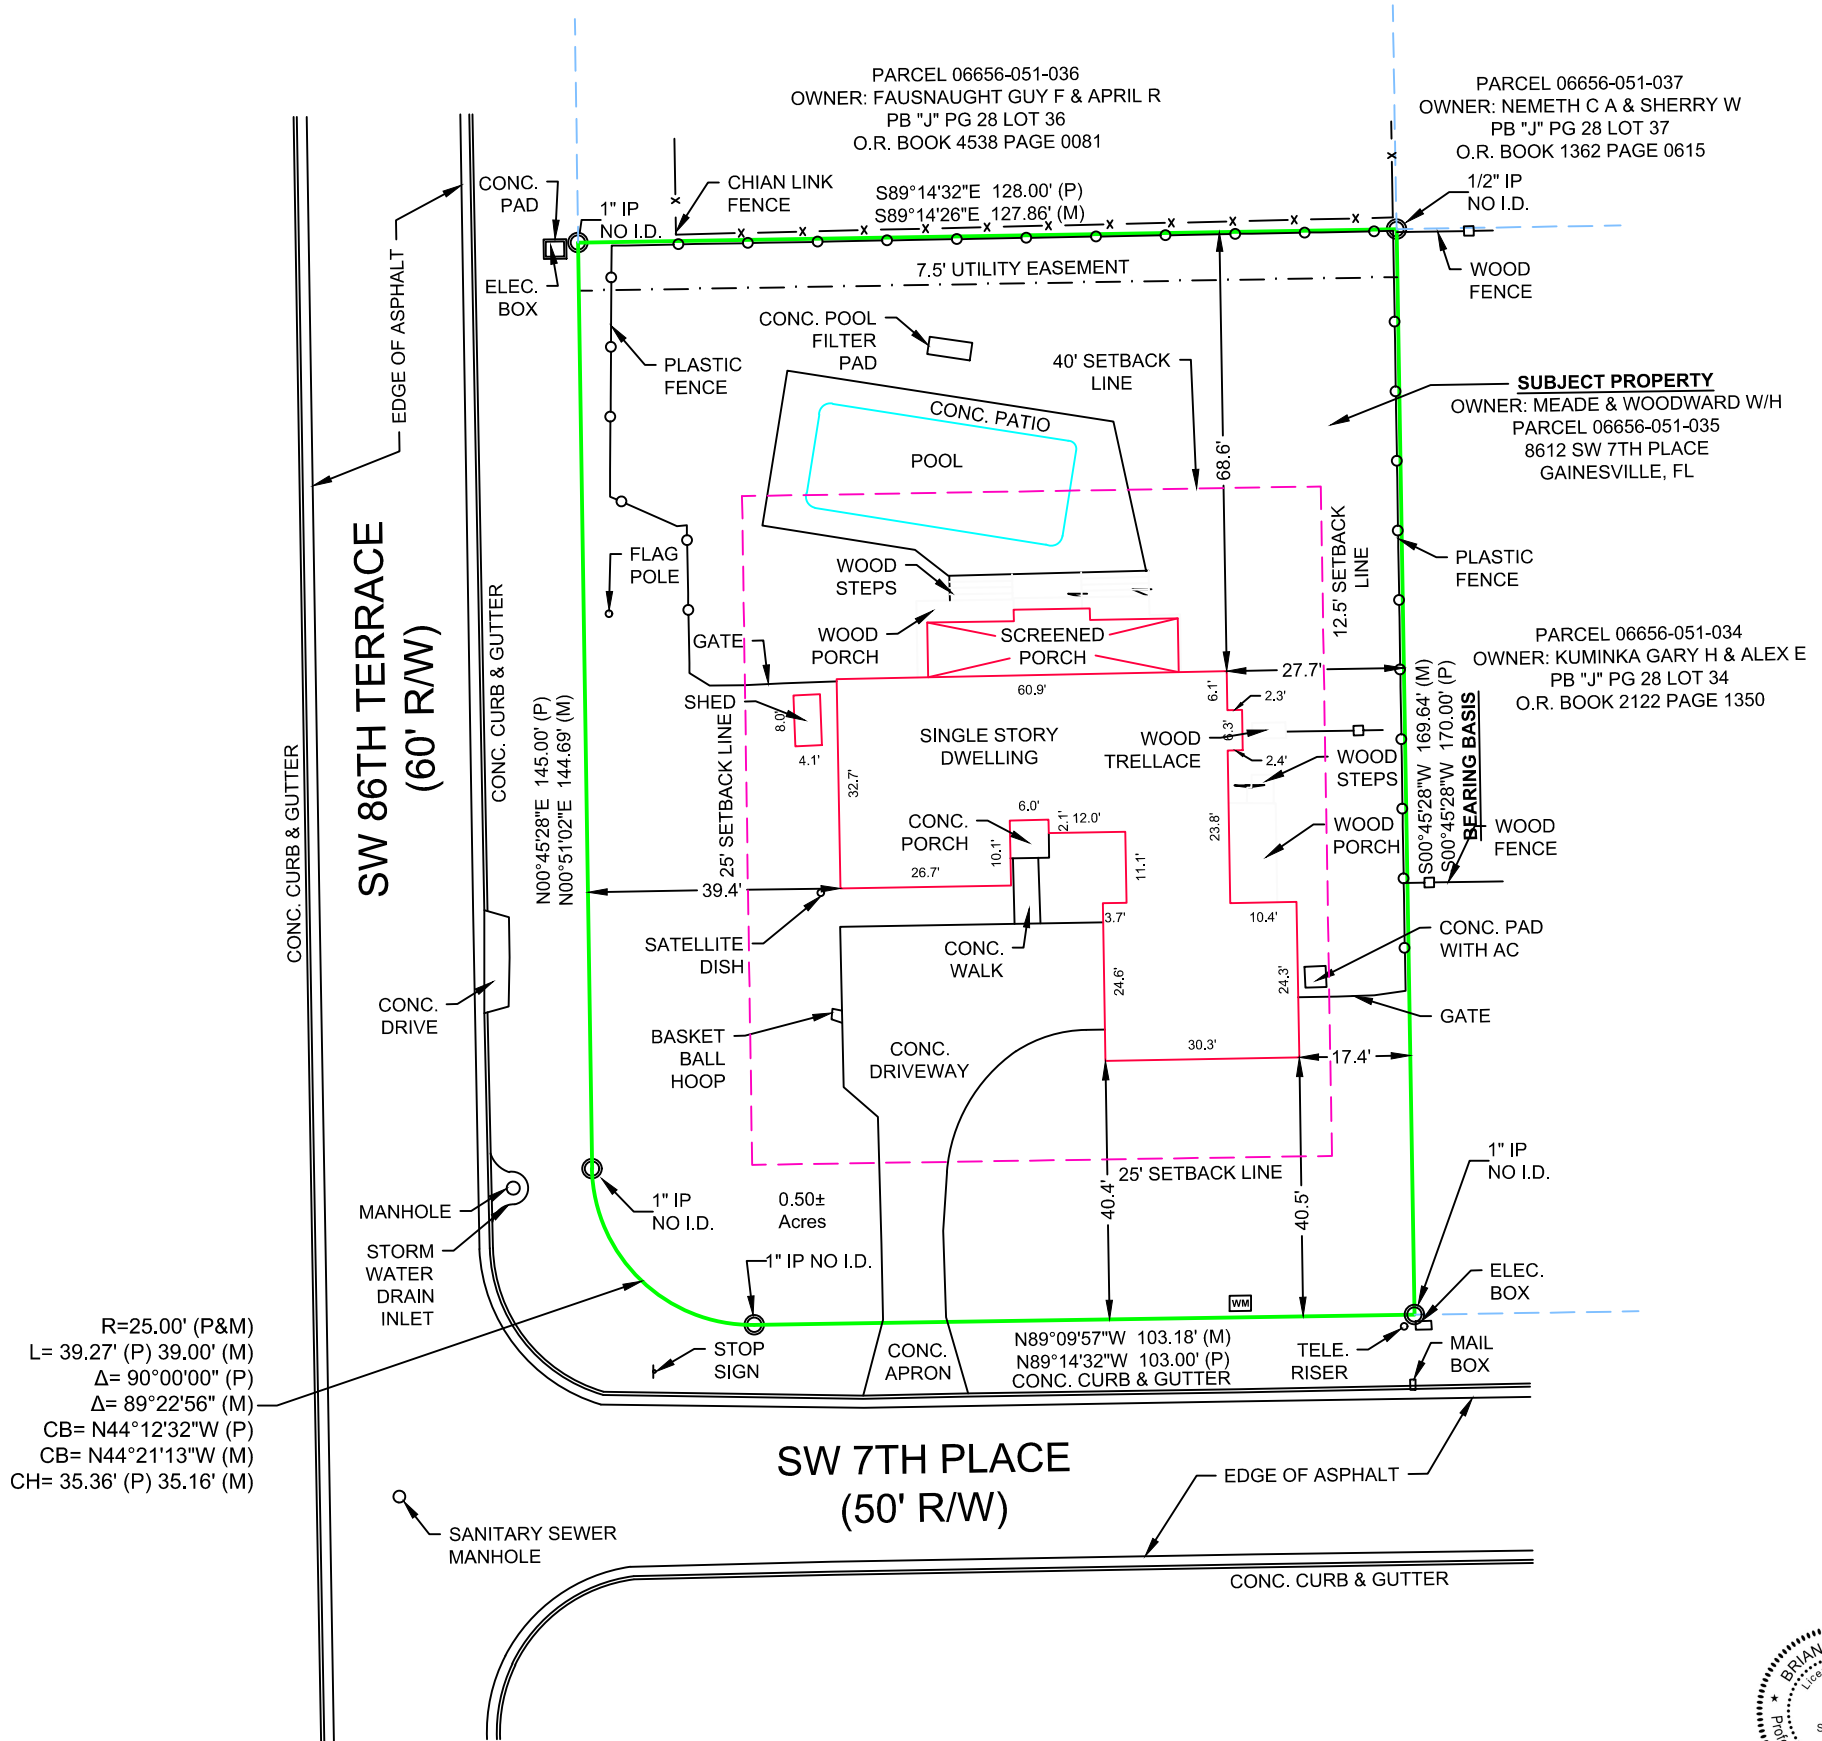 PARCEL 06656-051-036
OWNER: FAUSNAUGHT GUY F & APRIL R
PB "J" PG 28 LOT 36
O.R. BOOK 4538 PAGE 0081
PARCEL 06656-051-037
OWNER: NEMETH C A & SHERRY W
PB "J" PG 28 LOT 37
O.R. BOOK 1362 PAGE 0615
CONC.
PAD
1" IP
NO I.D.
CHIAN LINK
FENCE
S89°14'32"E 128.00' (P)
S89°14'26"E 127.86' (M)
1/2" IP
NO I.D.
ELEC.
BOX
7.5' UTILITY EASEMENT
WOOD
FENCE
EDGE OF ASPHALT
PLASTIC
FENCE
CONC. POOL
FILTER
PAD
40' SETBACK
LINE
SUBJECT PROPERTY
OWNER: MEADE & WOODWARD W/H
PARCEL 06656-051-035
8612 SW 7TH PLACE
GAINESVILLE, FL
CONC. PATIO
POOL
68.6'
SW 86TH TERRACE
(60' R/W)
FLAG
POLE
WOOD
STEPS
12.5' SETBACK
LINE
PLASTIC
FENCE
CONC. CURB & GUTTER
GATE
WOOD
PORCH
SCREENED
PORCH
PARCEL 06656-051-034
OWNER: KUMINKA GARY H & ALEX E
PB "J" PG 28 LOT 34
O.R. BOOK 2122 PAGE 1350
27.7'
60.9'
6.1'
2.3'
SHED
8.0'
4.1'
SINGLE STORY
DWELLING
WOOD
TRELLACE
6.3'
2.4'
WOOD
STEPS
N00°45'28"E 145.00' (P)
N00°51'02"E 144.69' (M)
25' SETBACK LINE
32.7'
S00°45'28"W 169.64' (M)
S00°45'28"W 170.00' (P)
BEARING BASIS
CONC. CURB & GUTTER
CONC.
PORCH
6.0'
2.1'
12.0'
10.1'
11.1'
23.8'
WOOD
PORCH
WOOD
FENCE
39.4'
26.7'
3.7'
10.4'
SATELLITE
DISH
CONC.
WALK
CONC. PAD
WITH AC
24.6'
24.3'
CONC.
DRIVE
GATE
BASKET
BALL
HOOP
CONC.
DRIVEWAY
30.3'
17.4'
25' SETBACK LINE
40.4'
40.5'
1" IP
NO I.D.
MANHOLE
1" IP
NO I.D.
0.50±
Acres
STORM
WATER
DRAIN
INLET
1" IP NO I.D.
ELEC.
BOX
WM
R=25.00' (P&M)
L= 39.27' (P) 39.00' (M)
Δ= 90°00'00" (P)
Δ= 89°22'56" (M)
CB= N44°12'32"W (P)
CB= N44°21'13"W (M)
CH= 35.36' (P) 35.16' (M)
STOP
SIGN
CONC.
APRON
N89°09'57"W 103.18' (M)
N89°14'32"W 103.00' (P)
CONC. CURB & GUTTER
TELE.
RISER
MAIL
BOX
SW 7TH PLACE
(50' R/W)
EDGE OF ASPHALT
SANITARY SEWER
MANHOLE
CONC. CURB & GUTTER
BRIAN